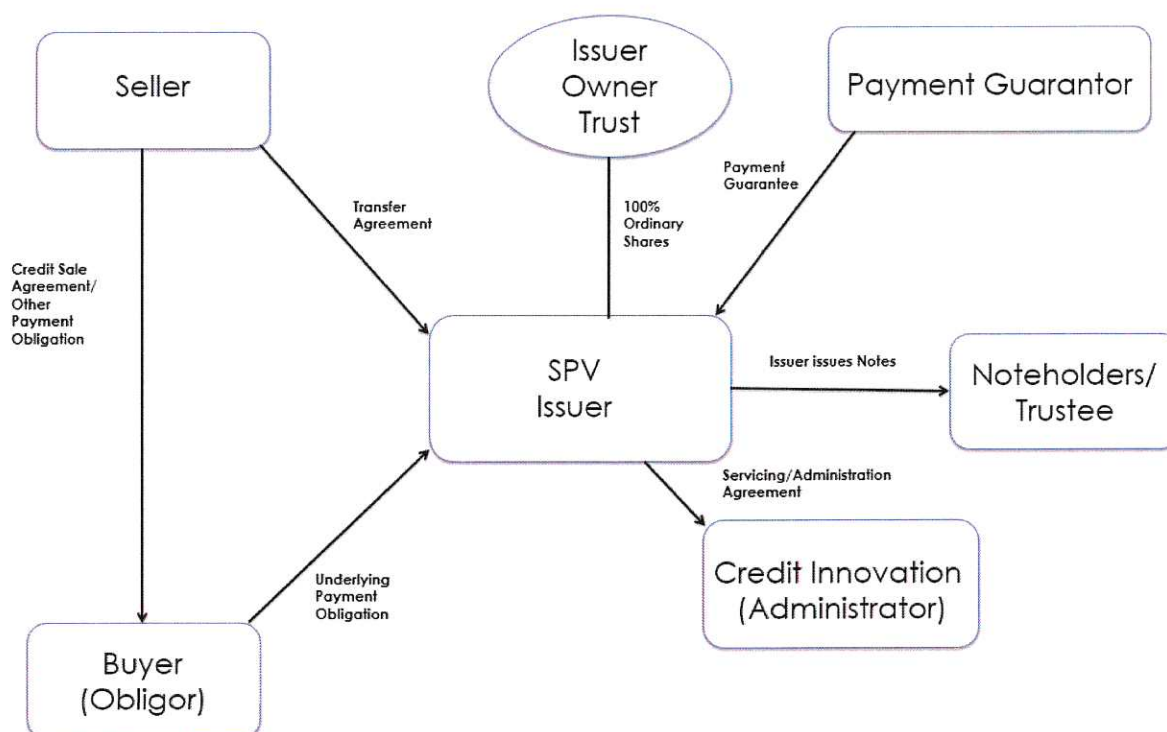 Seller
Issuer
Owner
Trust
Payment Guarantor
Payment
Guarantee
Transfer
Agreement
100%
Ordinary
Shares
Credit Sale
Agreement/
Other
Payment
Obligation
SPV
Issuer
Issuer issues Notes
Noteholders/
Trustee
Servicing/Administration
Agreement
Credit Innovation
(Administrator)
Underlying
Payment
Obligation
Buyer
(Obligor)